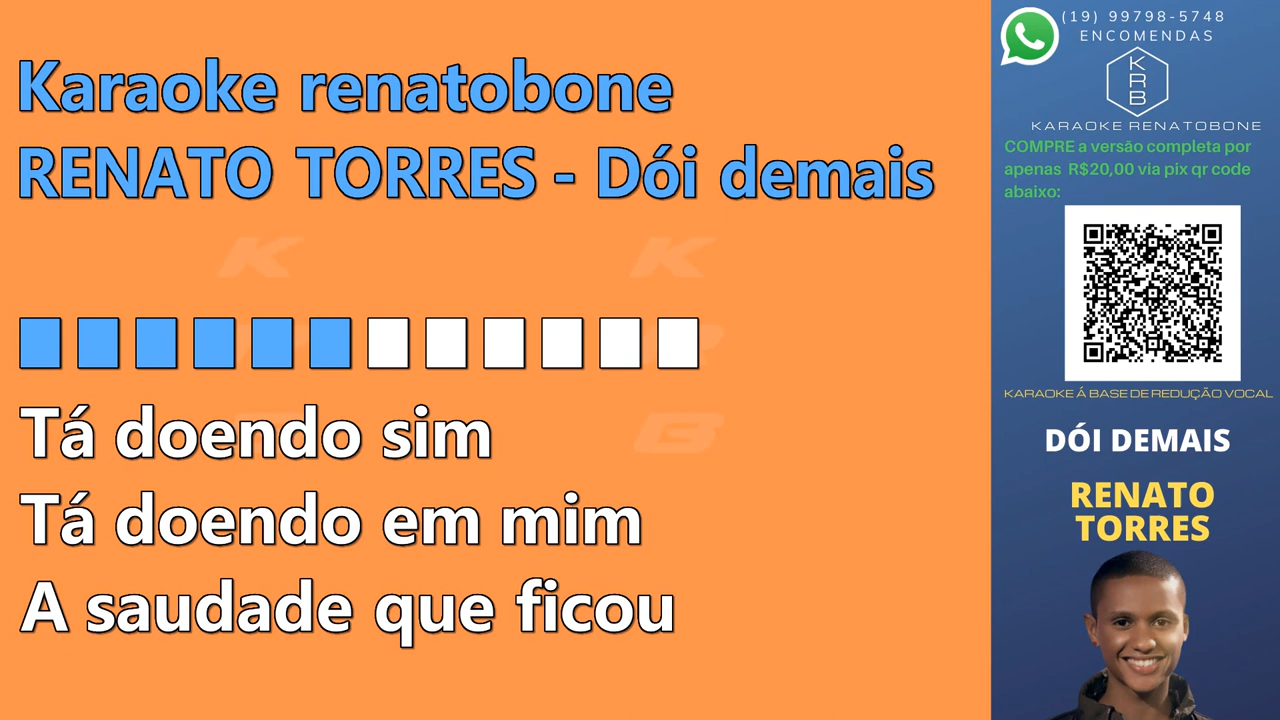 Karaoke renatobone
RENATO TORRES - Dói demais
Tá doendo sim
Tá doendo em mim
A saudade que ficou
(19) 99798-5748
ENCOMENDAS
K
R
B
KARAOKE RENATOBONE
COMPRE a versão completa por
apenas R$20,00 via pix qr code
abaixo:
KARAOKE Á BASE DE REDUÇÃO VOCAL
DÓI DEMAIS
RENATO
TORRES
K
K
B